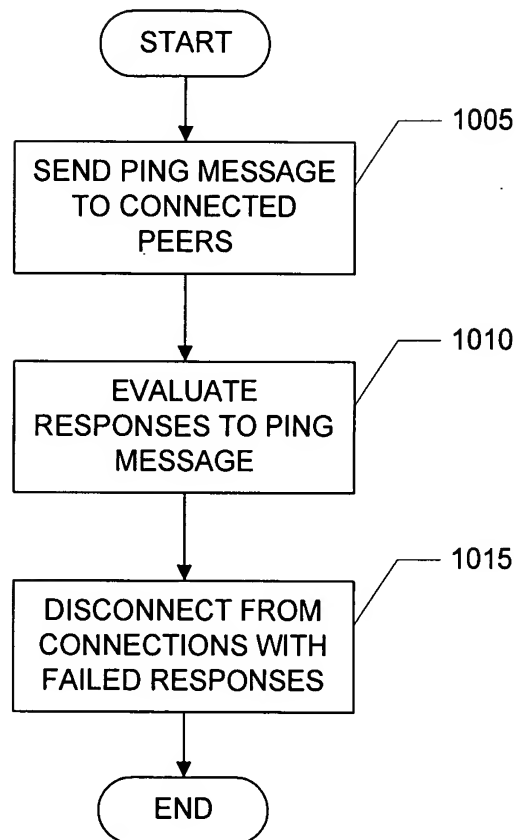 START
1005
SEND PING MESSAGE
TO CONNECTED
PEERS
1010
EVALUATE
RESPONSES TO PING
MESSAGE
1015
DISCONNECT FROM
CONNECTIONS WITH
FAILED RESPONSES
END